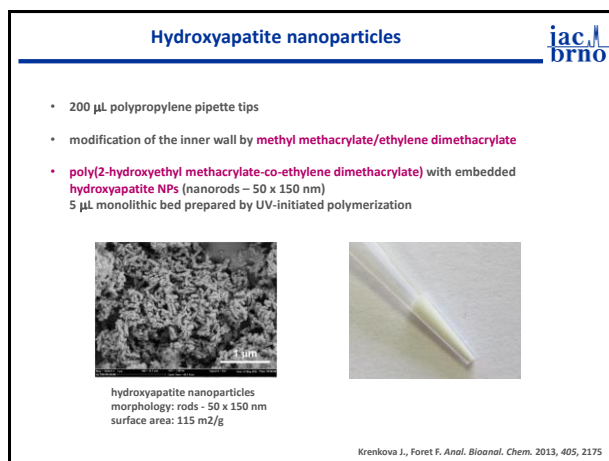 Hydroxyapatite nanoparticles
iac
brno
• 200 µL polypropylene pipette tips
• modification of the inner wall by methyl methacrylate/ethylene dimethacrylate
• poly(2-hydroxyethyl methacrylate-co-ethylene dimethacrylate) with embedded
hydroxyapatite NPs (nanorods – 50 x 150 nm)
5 µL monolithic bed prepared by UV-initiated polymerization
1 µm
hydroxyapatite nanoparticles
morphology: rods - 50 x 150 nm
surface area: 115 m2/g
Krenkova J., Foret F. Anal. Bioanal. Chem. 2013, 405, 2175